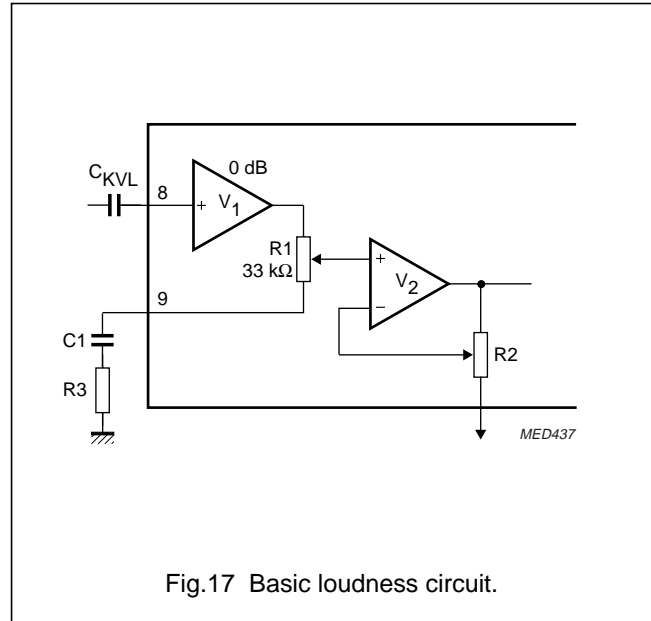 0 dB
C_KVL
8
+
V_1
R1
33 kΩ
+
−
V_2
9
C1
R2
R3
MED437
Fig.17 Basic loudness circuit.